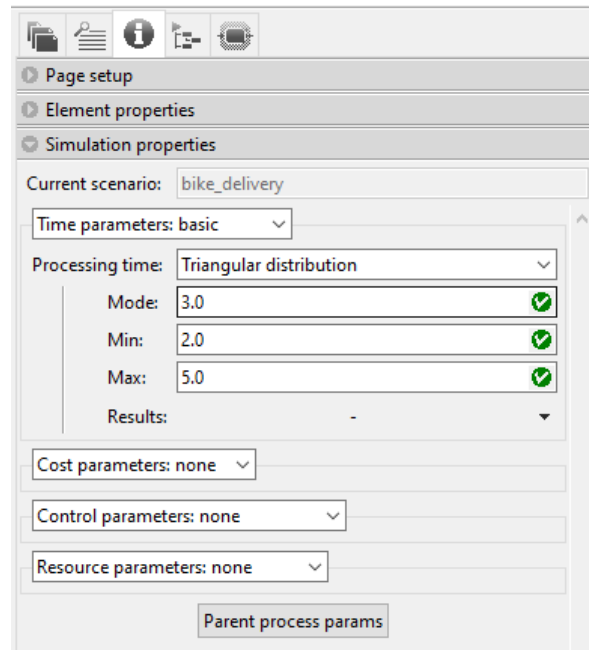 Page setup
Element properties
Simulation properties
Current scenario: bike_delivery
Time parameters: basic
Processing time: Triangular distribution
Mode: 3.0
Min: 2.0
Max: 5.0
Results: -
Cost parameters: none
Control parameters: none
Resource parameters: none
Parent process params